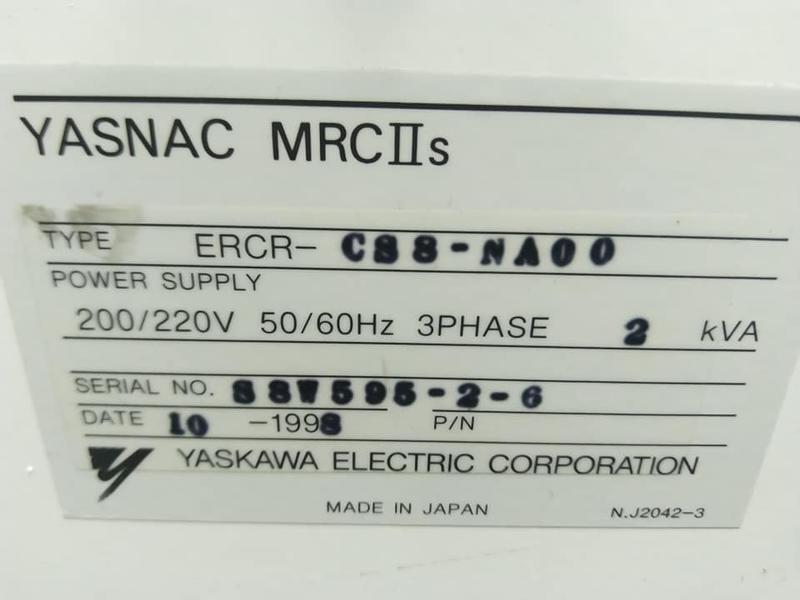 YASNAC MRCⅡs
TYPE ERCR- CS8-NA00
POWER SUPPLY
200/220V 50/60Hz 3PHASE 2 kVA
SERIAL NO. S8W595-2-6
DATE 10 -1998 P/N
YASKAWA ELECTRIC CORPORATION
MADE IN JAPAN N.J2042-3